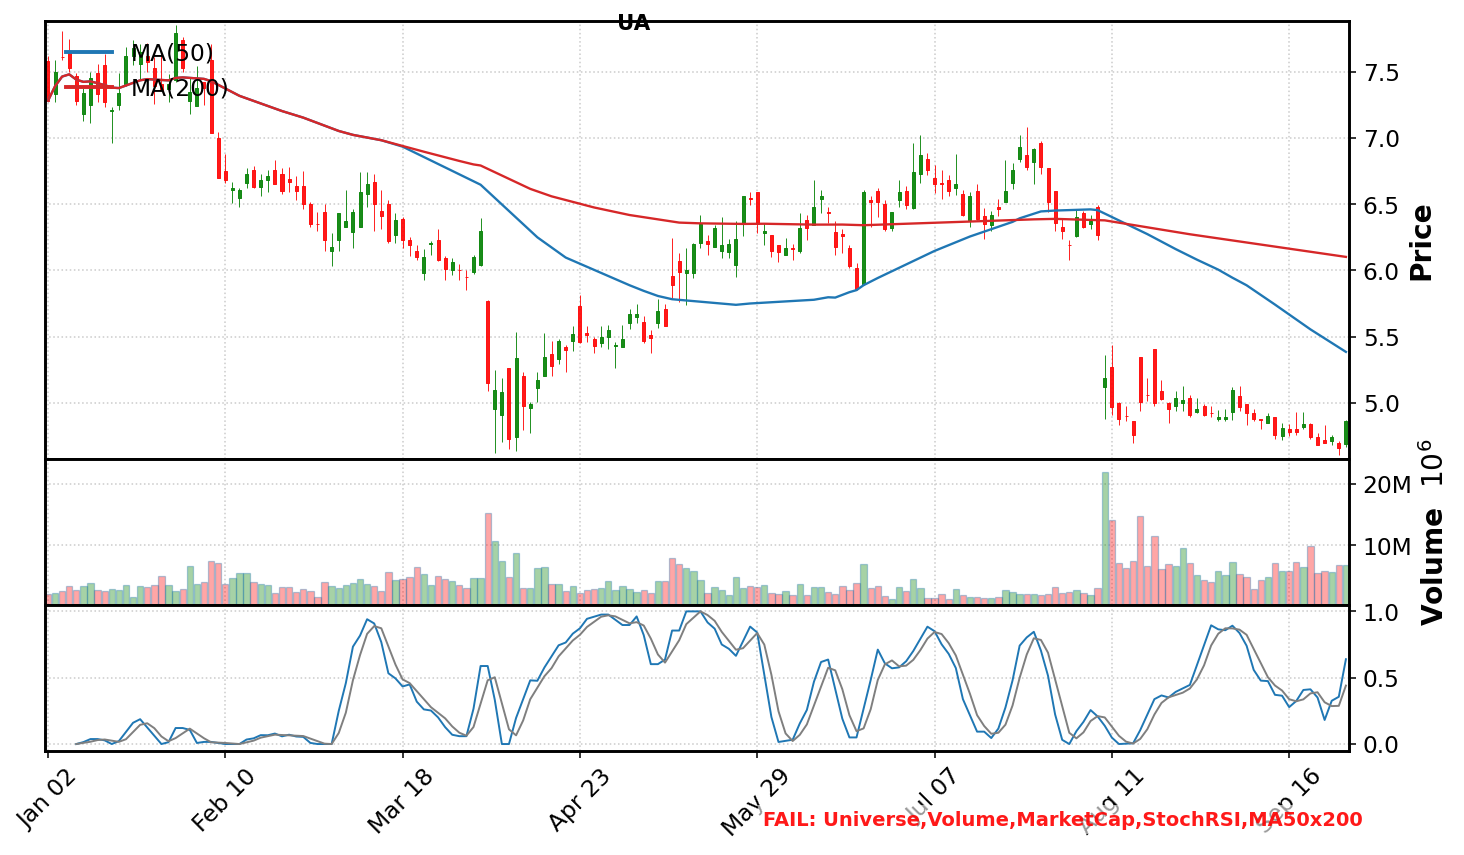 UA
MA(50)
MA(200)
7.5
7.0
6.5
6.0
5.5
5.0
Price
20M
10M
Volume 10^6
1.0
0.5
0.0
Jan 02
Feb 10
Mar 18
Apr 23
May 29
Jul 07
Aug 11
Sep 16
FAIL: Universe,Volume,MarketCap,StochRSI,MA50x200